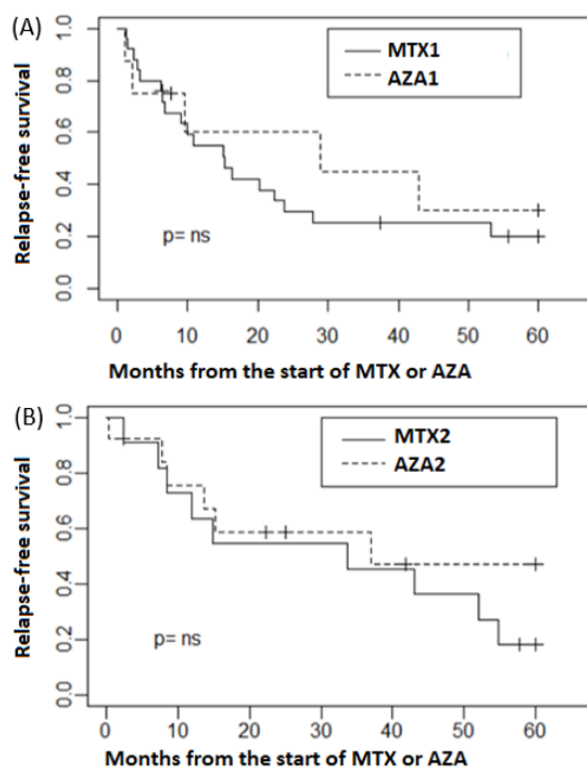 (A)
MTX1
AZA1
Relapse-free survival
0.0 0.2 0.4 0.6 0.8 1.0
p= ns
0 10 20 30 40 50 60
Months from the start of MTX or AZA
(B)
MTX2
AZA2
Relapse-free survival
0.0 0.2 0.4 0.6 0.8 1.0
p= ns
0 10 20 30 40 50 60
Months from the start of MTX or AZA